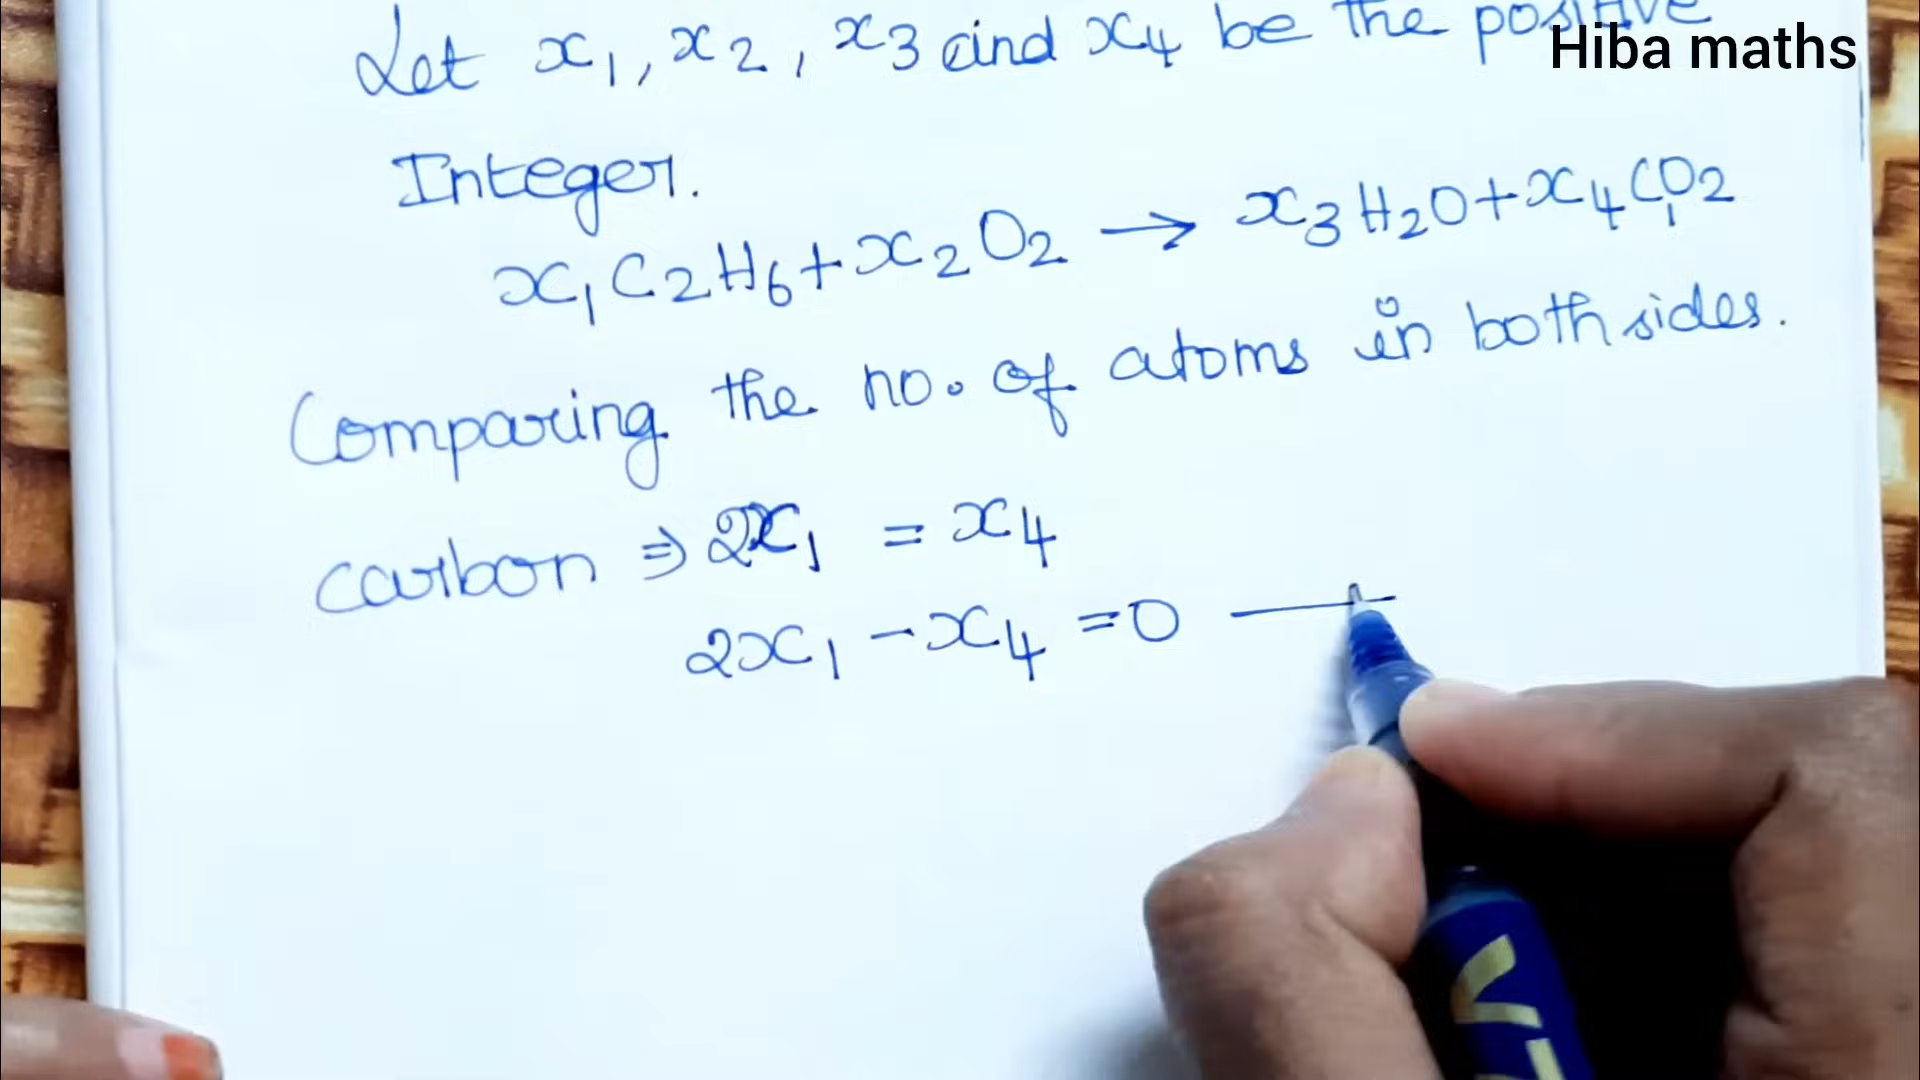 Let x₁, x₂, x₃ and x₄ be the positive
Hiba maths
Integer.
x₁C₂H₆ + x₂O₂ → x₃H₂O + x₄CO₂
Comparing the no. of atoms in both sides.
carbon ⇒ 2x₁ = x₄
2x₁ - x₄ = 0